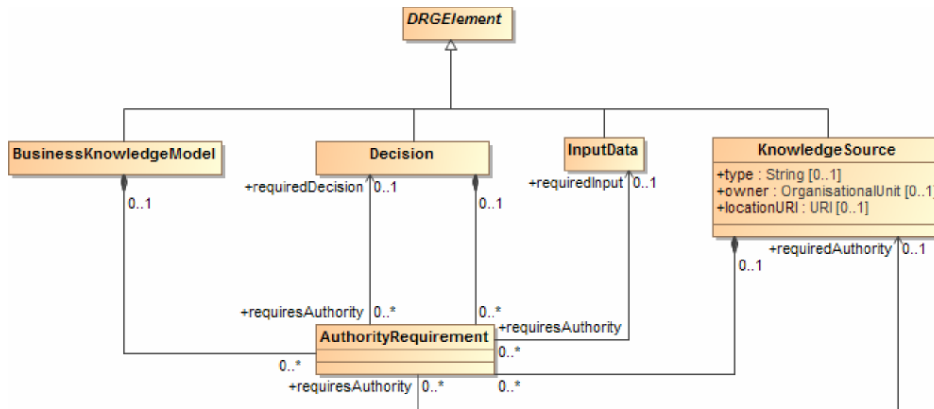 DRGElement
BusinessKnowledgeModel
Decision
InputData
KnowledgeSource
+type : String [0..1]
+owner : OrganisationalUnit [0..1]
+locationURI : URI [0..1]
+requiredDecision
0..1
+requiredInput
0..1
0..1
0..1
+requiredAuthority
0..1
0..1
+requiresAuthority
0..*
0..*
+requiresAuthority
AuthorityRequirement
0..*
0..*
+requiresAuthority
0..*
0..*